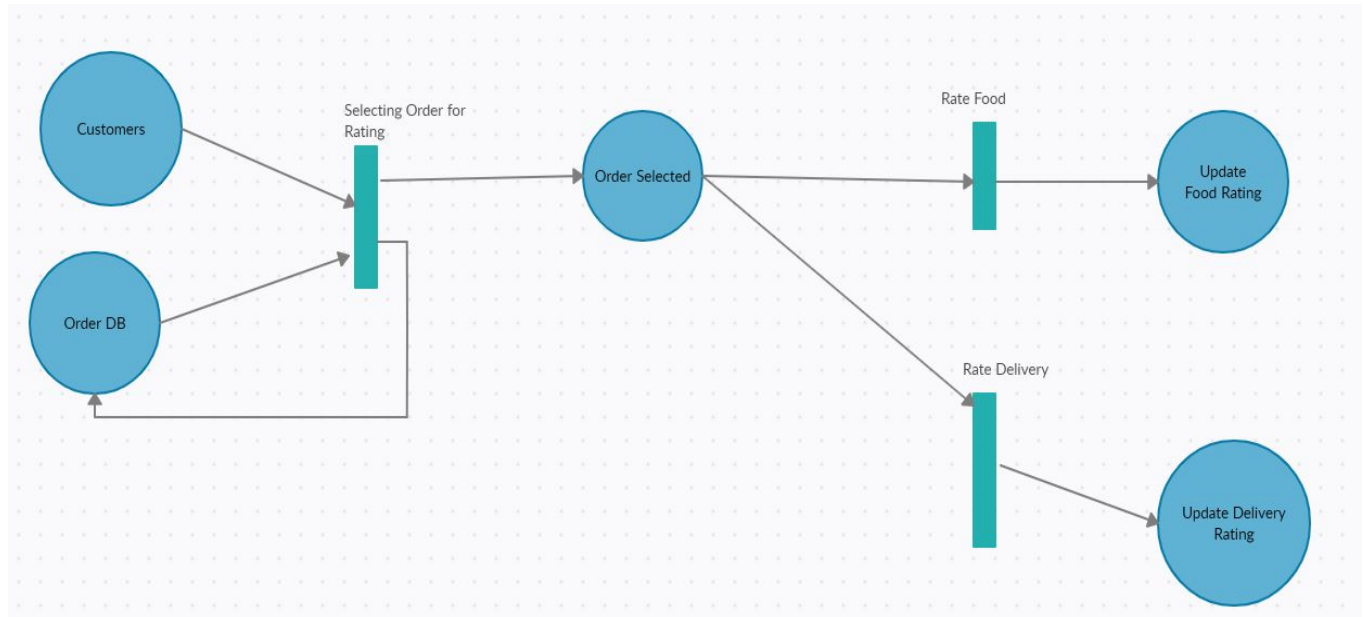 Customers
Selecting Order for
Rating
Order DB
Order Selected
Rate Food
Update
Food Rating
Rate Delivery
Update Delivery
Rating